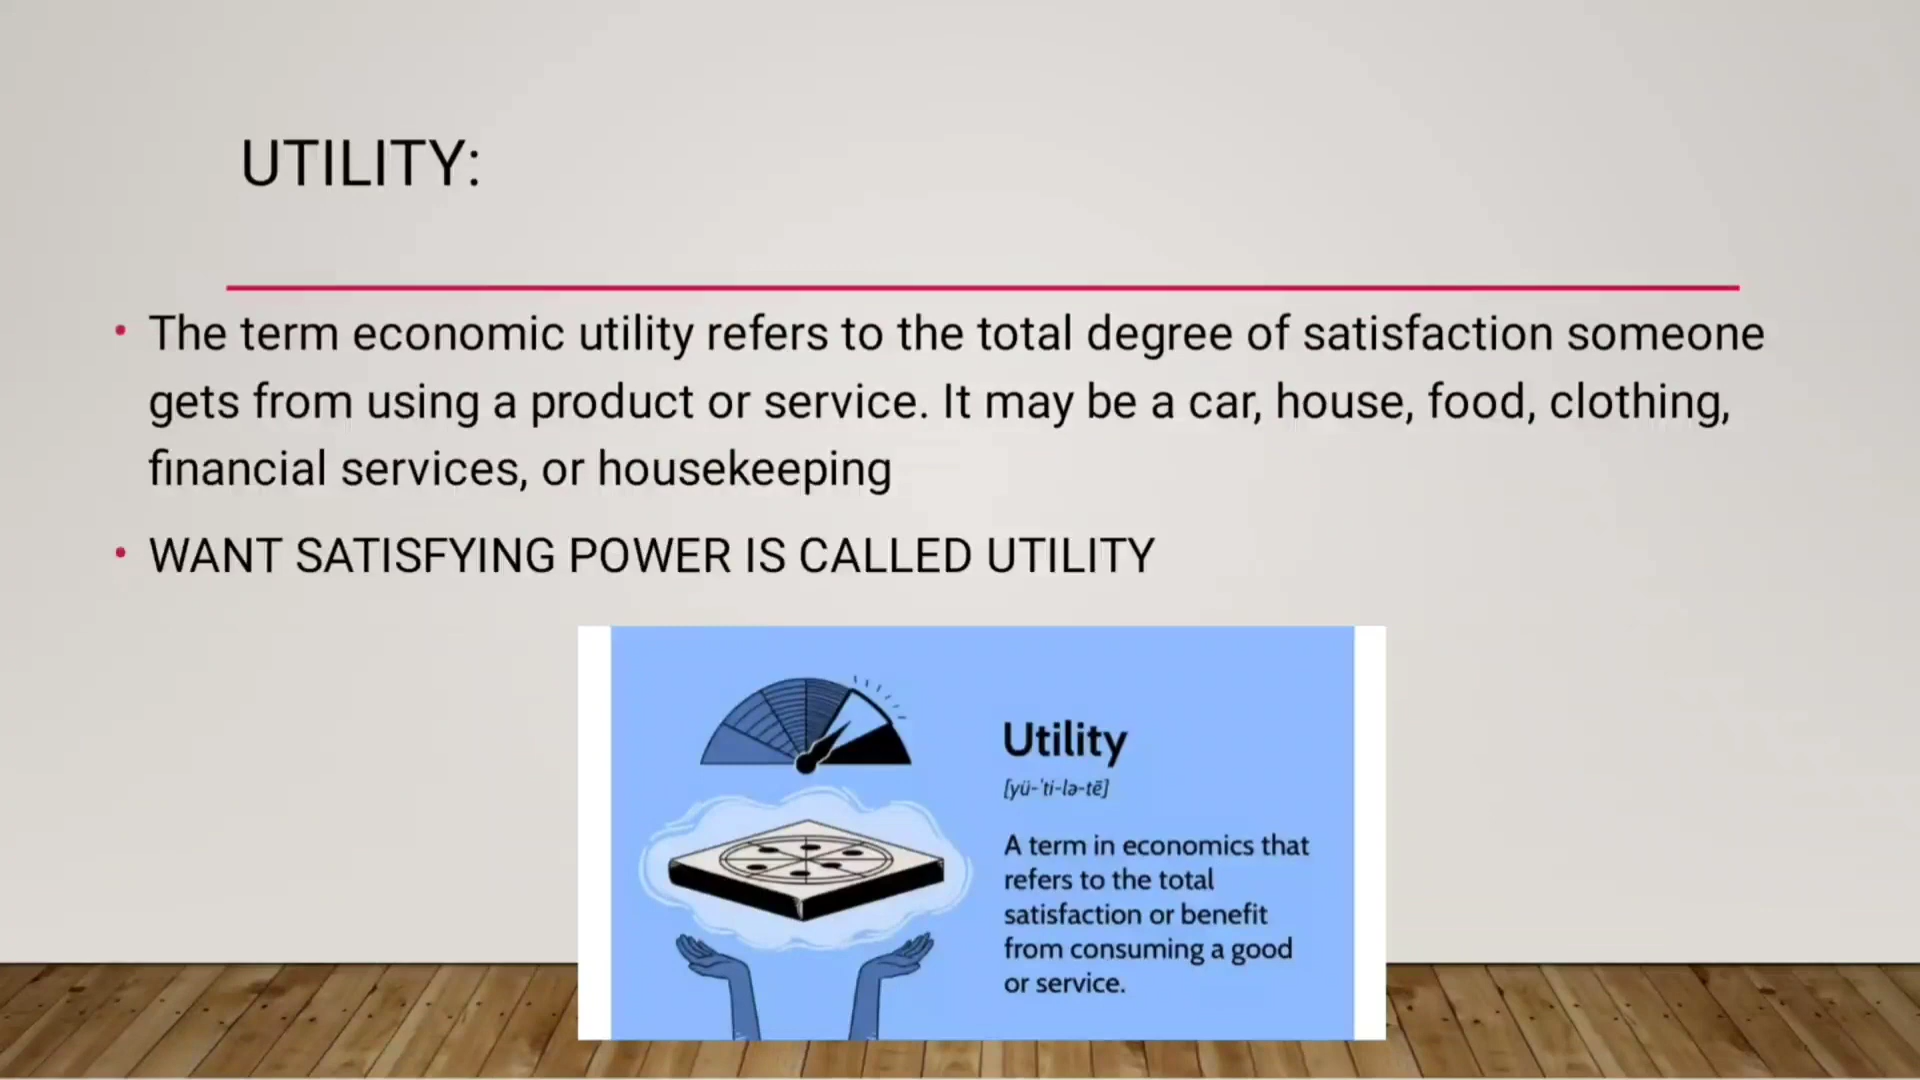 UTILITY:
• The term economic utility refers to the total degree of satisfaction someone
gets from using a product or service. It may be a car, house, food, clothing,
financial services, or housekeeping
• WANT SATISFYING POWER IS CALLED UTILITY
Utility
[yü-ˈti-lə-tē]
A term in economics that
refers to the total
satisfaction or benefit
from consuming a good
or service.